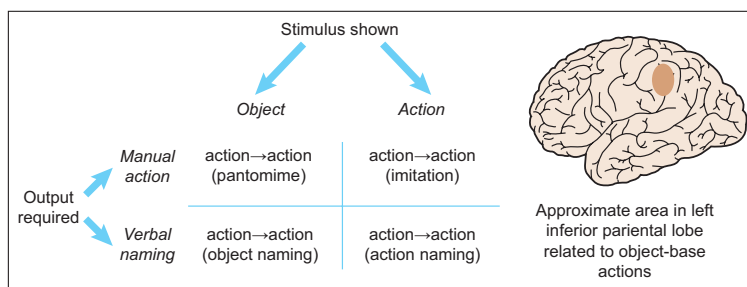 Stimulus shown
Object
Action
Output
required
Manual
action
action→action
(pantomime)
action→action
(imitation)
Verbal
naming
action→action
(object naming)
action→action
(action naming)
Approximate area in left
inferior pariental lobe
related to object-base
actions